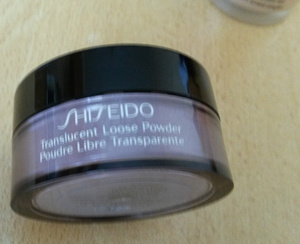 SHISEIDO
Translucent Loose Powder
Poudre Libre Transparente